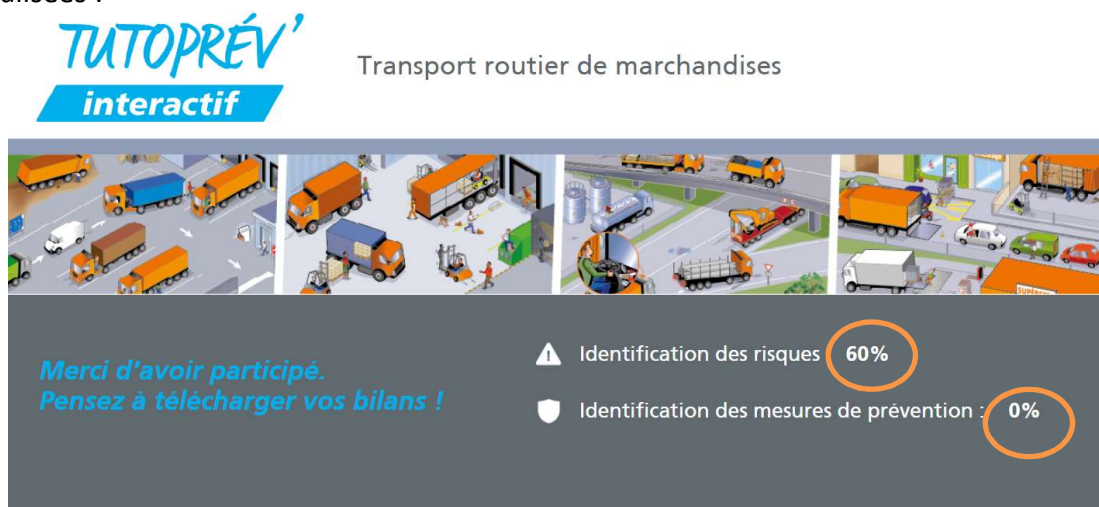 alisées :
TUTOPRÉV'
interactif
Transport routier de marchandises
Merci d'avoir participé.
Pensez à télécharger vos bilans !
Identification des risques 60%
Identification des mesures de prévention : 0%